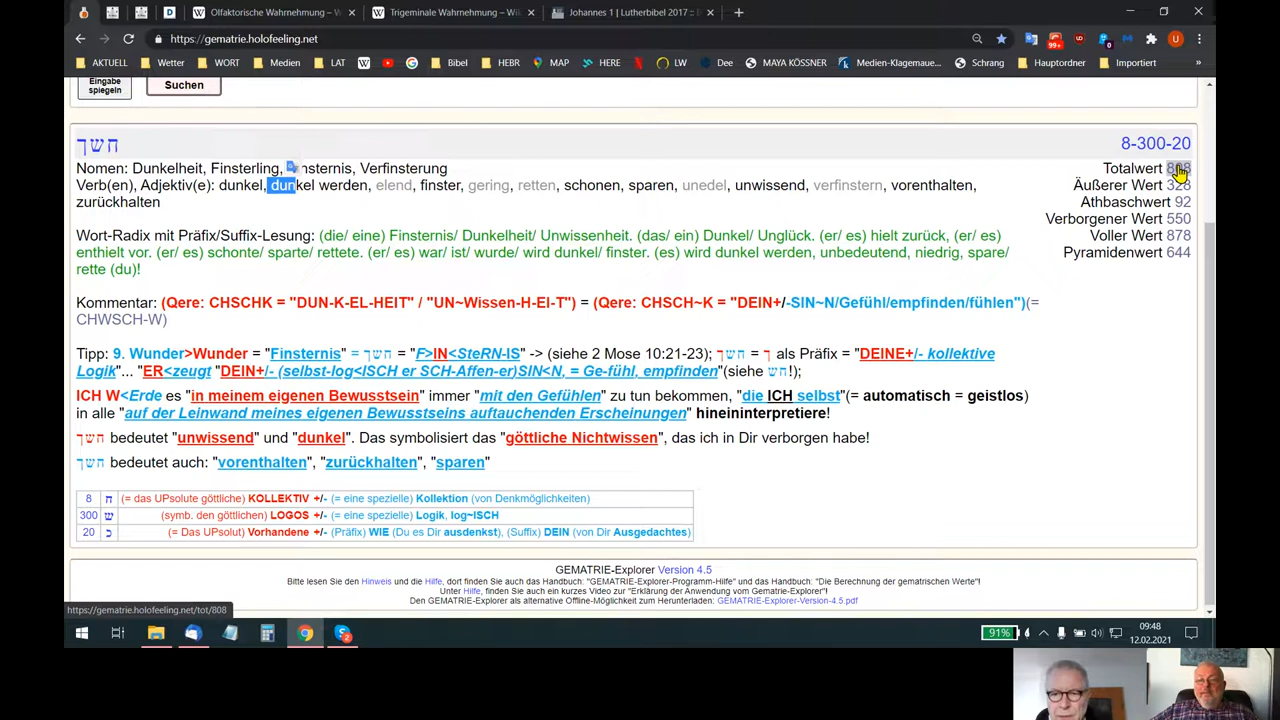 Olfaktorische Wahrnehmung – W
Trigeminale Wahrnehmung – Wi
Johannes 1 | Lutherbibel 2017 ::
https://gematrie.holofeeling.net
AKTUELL Wetter WORT Medien LAT Bibel HEBR MAP HERE LW Dee MAYA KÖSSNER Medien-Klagemaue... Schrang Hauptordner Importiert »
Eingabe
spiegeln
Suchen
חשך 8-300-20
Nomen: Dunkelheit, Finsterling, Finsternis, Verfinsterung
Totalwert 808
Verb(en), Adjektiv(e): dunkel, dunkel werden, elend, finster, gering, retten, schonen, sparen, unedel, unwissend, verfinstern, vorenthalten,
zurückhalten
Äußerer Wert 328
Athbaschwert 92
Verborgener Wert 550
Voller Wert 878
Pyramidenwert 644
Wort-Radix mit Präfix/Suffix-Lesung: (die/ eine) Finsternis/ Dunkelheit/ Unwissenheit. (das/ ein) Dunkel/ Unglück. (er/ es) hielt zurück, (er/ es)
enthielt vor. (er/ es) schonte/ sparte/ rettete. (er/ es) war/ ist/ wurde/ wird dunkel/ finster. (es) wird dunkel werden, unbedeutend, niedrig, spare/
rette (du)!
Kommentar: (Qere: CHSCHK = "DUN-K-EL-HEIT" / "UN~Wissen-H-EI-T") = (Qere: CHSCH~K = "DEIN+/-SIN~N/Gefühl/empfinden/fühlen")(=
CHWSCH-W)
Tipp: 9. Wunder>Wunder = "Finsternis" = חשך = "F>IN<SteRN-IS" -> (siehe 2 Mose 10:21-23); חשך = ך als Präfix = "DEINE+/- kollektive
Logik"... "ER<zeugt "DEIN+/- (selbst-log<ISCH er SCH-Affen-er)SIN<N, = Ge-fühl, empfinden"(siehe חש!);
ICH W<Erde es "in meinem eigenen Bewusstsein" immer "mit den Gefühlen" zu tun bekommen, "die ICH selbst"(= automatisch = geistlos)
in alle "auf der Leinwand meines eigenen Bewusstseins auftauchenden Erscheinungen" hineininterpretiere!
חשך bedeutet "unwissend" und "dunkel". Das symbolisiert das "göttliche Nichtwissen", das ich in Dir verborgen habe!
חשך bedeutet auch: "vorenthalten", "zurückhalten", "sparen"
8 ח (= das UPsolute göttliche) KOLLEKTIV +/- (= eine spezielle) Kollektion (von Denkmöglichkeiten)
300 ש (symb. den göttlichen) LOGOS +/- (= eine spezielle) Logik, log~ISCH
20 כ (= Das UPsolut) Vorhandene +/- (Präfix) WIE (Du es Dir ausdenkst), (Suffix) DEIN (von Dir Ausgedachtes)
GEMATRIE-Explorer Version 4.5
Bitte lesen Sie den Hinweis und die Hilfe, dort finden Sie auch das Handbuch: "GEMATRIE-Explorer-Programm-Hilfe" und das Handbuch: "Die Berechnung der gematrischen Werte"!
Unter Hilfe, finden Sie auch ein kurzes Video zur "Erklärung der Anwendung vom Gematrie-Explorer"!
Den GEMATRIE-Explorer als alternative Offline-Möglichkeit zum Herunterladen: GEMATRIE-Explorer-Version-4.5.pdf
https://gematrie.holofeeling.net/tot/808
91%
09:48
12.02.2021